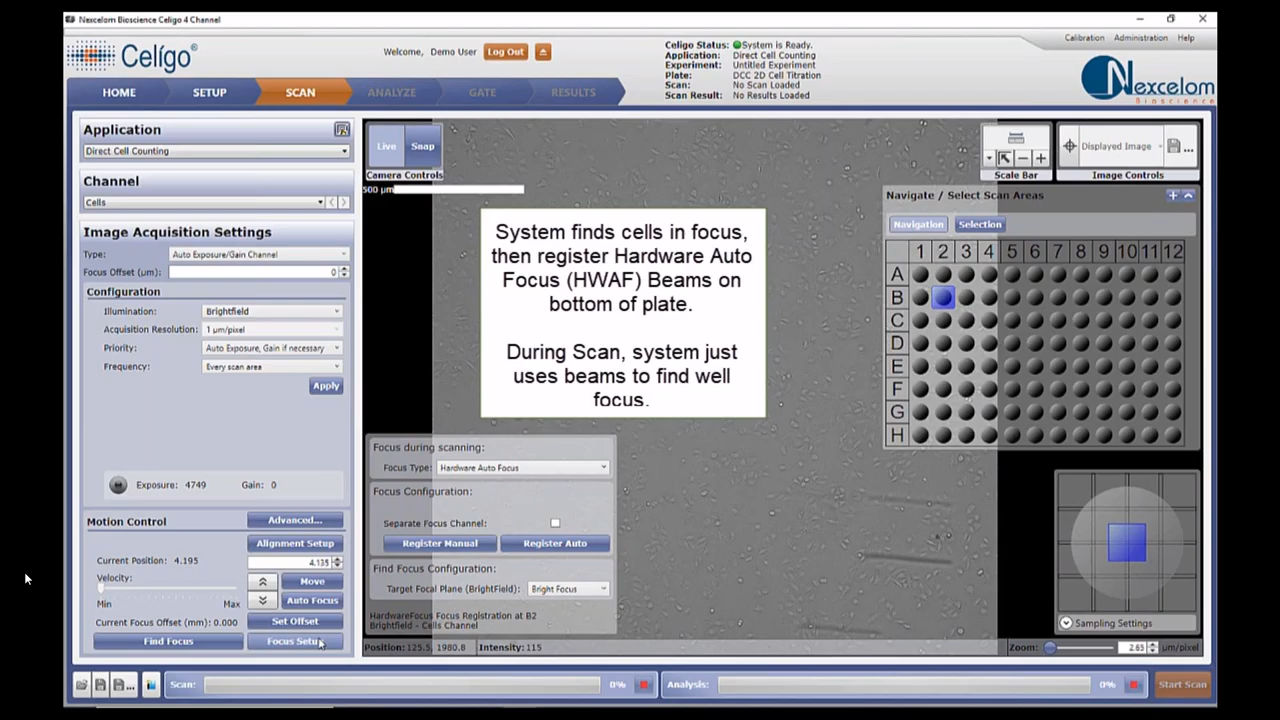 Nexcelom Bioscience Celigo 4 Channel
Calibration Administration Help
Celígo®
Welcome, Demo User Log Out
Celigo Status: System is Ready.
Application: Direct Cell Counting
Experiment: Untitled Experiment
Plate: DCC 2D Cell Titration
Scan: No Scan Loaded
Scan Result: No Results Loaded
Nexcelom
Bioscience
HOME SETUP SCAN ANALYZE GATE RESULTS
Application
Direct Cell Counting
Channel
Cells
Image Acquisition Settings
Type: Auto Exposure/Gain Channel
Focus Offset (µm): 0
Configuration
Illumination: Brightfield
Acquisition Resolution: 1 µm/pixel
Priority: Auto Exposure, Gain if necessary
Frequency: Every scan area
Apply
Exposure: 4749 Gain: 0
Motion Control
Advanced...
Alignment Setup
Current Position: 4.195 4.135
Velocity: Move
Min Max Auto Focus
Current Focus Offset (mm): 0.000 Set Offset
Find Focus Focus Setup
Live Snap
Camera Controls
500 µm
Scale Bar
Displayed Image ...
Image Controls
System finds cells in focus,
then register Hardware Auto
Focus (HWAF) Beams on
bottom of plate.
During Scan, system just
uses beams to find well
focus.
Navigate / Select Scan Areas
Navigation Selection
1 2 3 4 5 6 7 8 9 10 11 12
A
B
C
D
E
F
G
H
Focus during scanning:
Focus Type: Hardware Auto Focus
Focus Configuration:
Separate Focus Channel:
Register Manual Register Auto
Find Focus Configuration:
Target Focal Plane (BrightField): Bright Focus
HardwareFocus Focus Registration at B2
Brightfield - Cells Channel
Sampling Settings
Position: 125.5, 1980.8 Intensity: 115
Zoom: 2.65 µm/pixel
Scan: 0% Analysis: 0% Start Scan